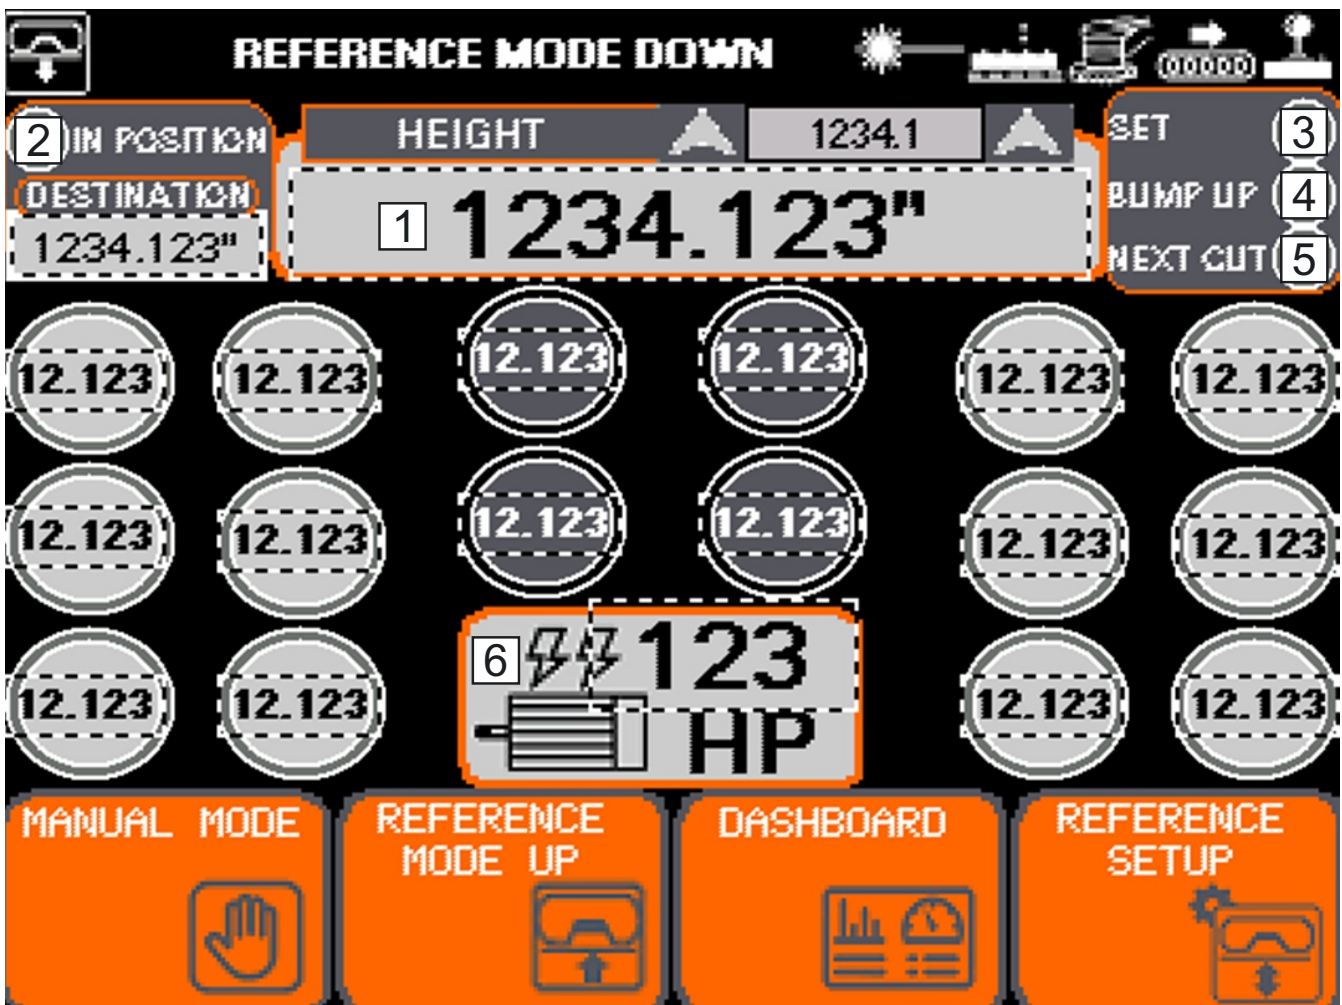 REFERENCE MODE DOWN
2 IN POSITION
HEIGHT 1234.1
SET 3
DESTINATION
1 1234.123"
BUMP UP 4
1234.123"
NEXT CUT 5
12.123 12.123 12.123 12.123 12.123 12.123
12.123 12.123 12.123 12.123 12.123 12.123
6 123
HP
12.123 12.123 12.123 12.123
MANUAL MODE
REFERENCE
MODE UP
DASHBOARD
REFERENCE
SETUP